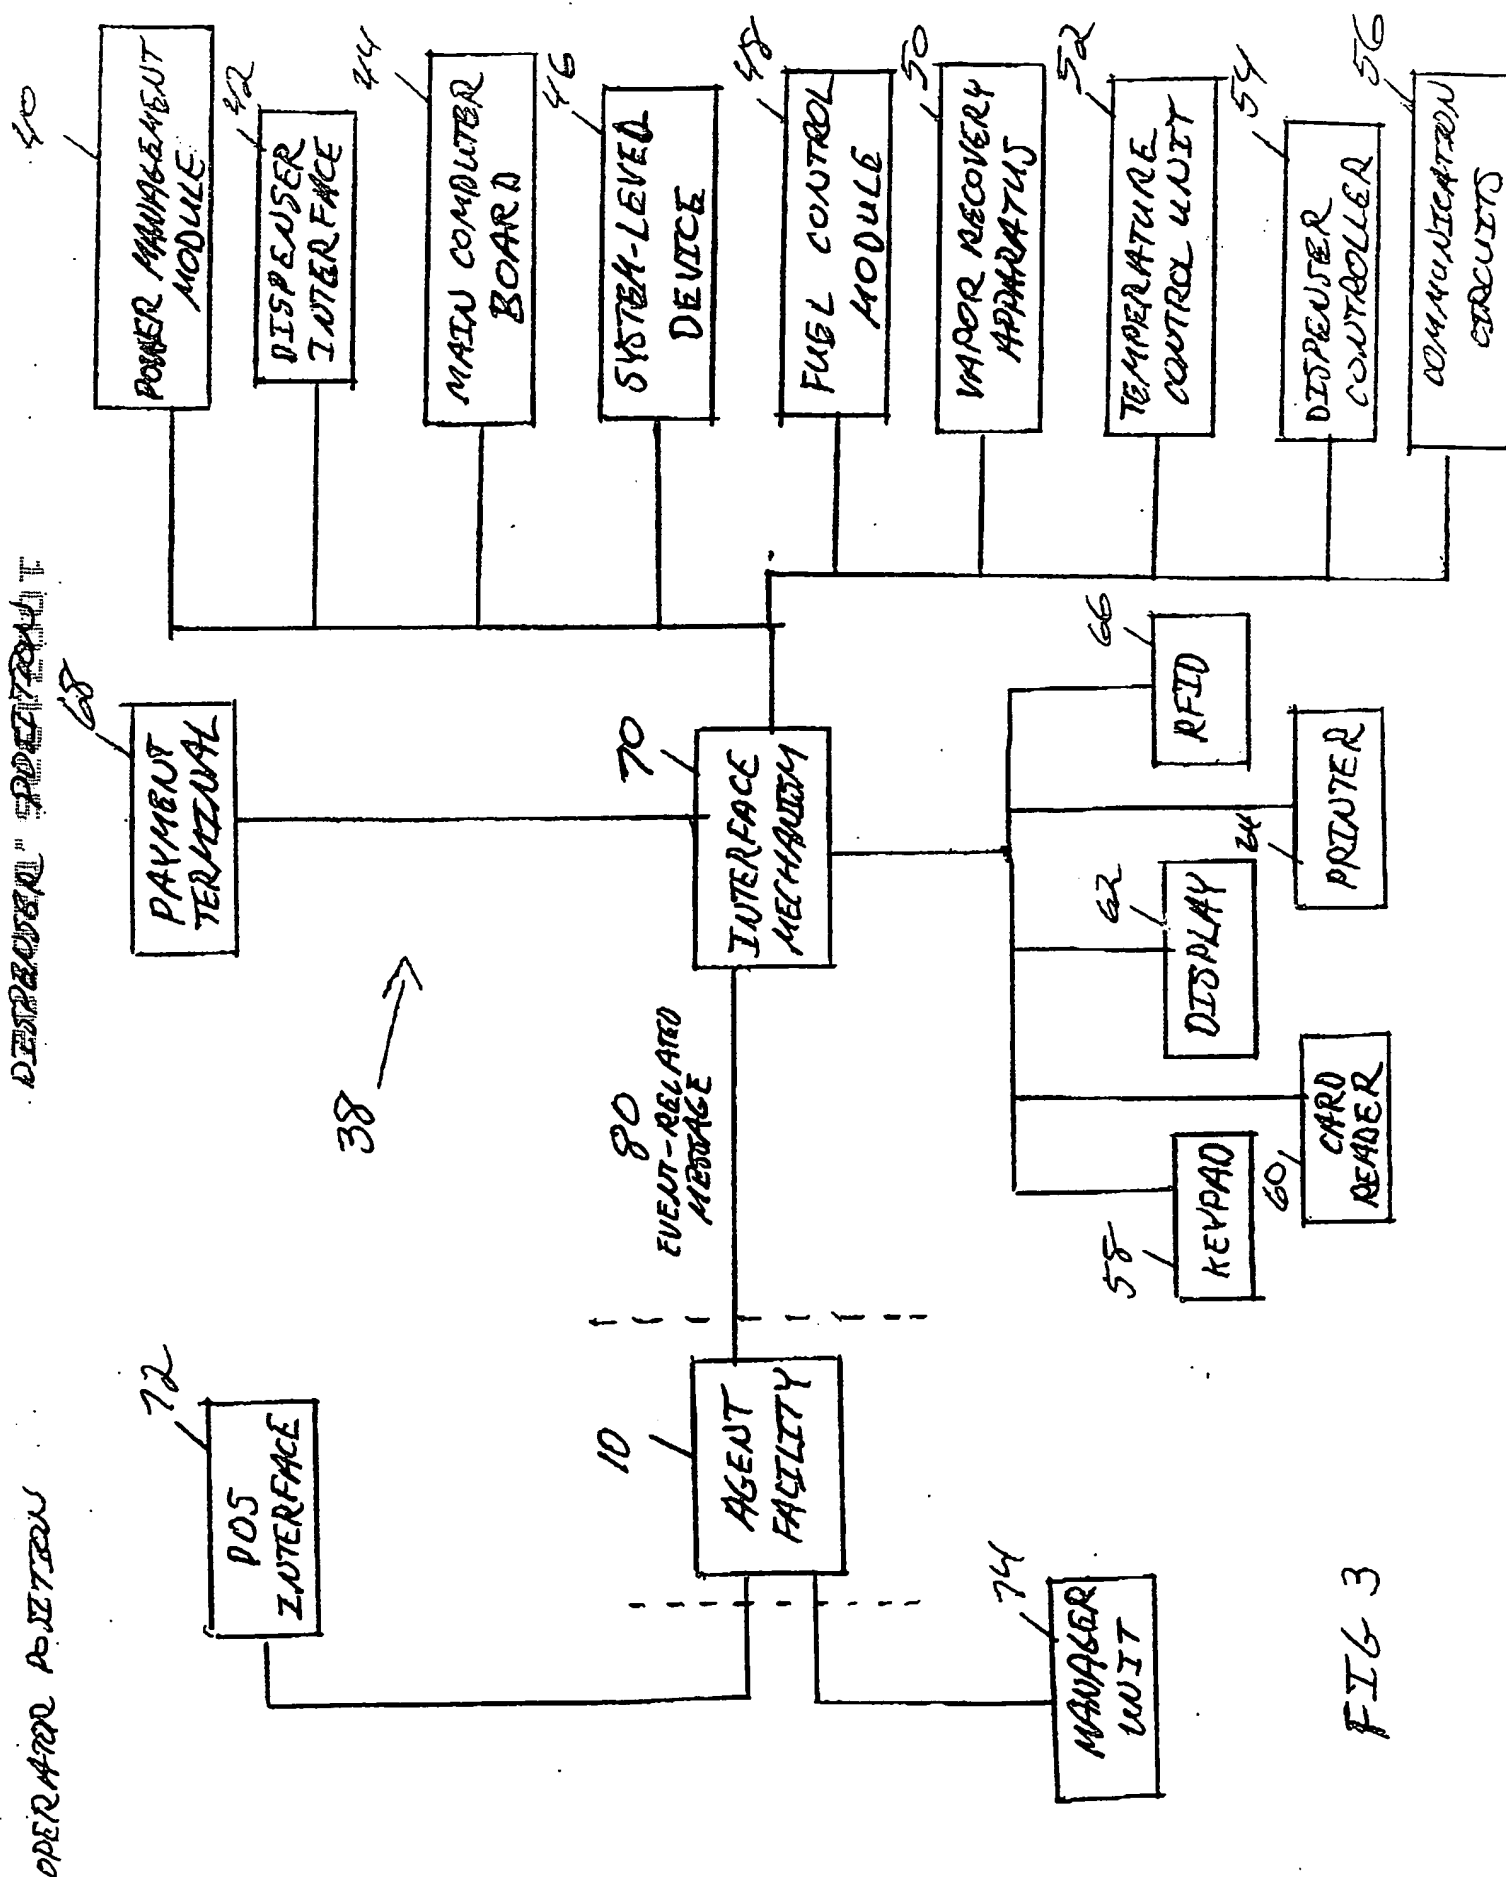 OPERATOR POSITION
DISPENSER POSITION
72
POS
INTERFACE
10
AGENT
FACILITY
74
MANAGER
UNIT
38
80
EVENT-RELATED
MESSAGE
68
PAYMENT
TERMINAL
70
INTERFACE
MECHANISM
58
KEYPAD
60
CARD
READER
62
DISPLAY
64
PRINTER
66
RFID
40
POWER MANAGEMENT
MODULE
42
DISPENSER
INTERFACE
44
MAIN COMPUTER
BOARD
46
SYSTEM-LEVEL
DEVICE
48
FUEL CONTROL
MODULE
50
VAPOR RECOVERY
APPARATUS
52
TEMPERATURE
CONTROL UNIT
54
DISPENSER
CONTROLLER
56
COMMUNICATION
CIRCUITS
FIG 3